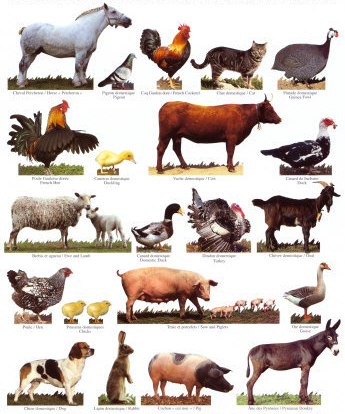 Cheval Percheron / Horse « Percheron »
Pigeon domestique
Pigeon
Coq Gaulois doré / French Cockerel
Chat domestique / Cat
Pintade domestique
Guinea Fowl
Poule Gauloise dorée
French Hen
Caneton domestique
Duckling
Vache domestique / Cow
Canard de barbarie
Duck
Brebis et agneau / Ewe and Lamb
Canard domestique
Domestic Duck
Dindon domestique
Turkey
Chèvre domestique / Goat
Poule / Hen
Poussins domestiques
Chicks
Truie et porcelets / Sow and Piglets
Oie domestique
Goose
Chien domestique / Dog
Lapin domestique / Rabbit
Cochon « cul noir » / Pig
Ane des Pyrénées / Pyrenean Donkey